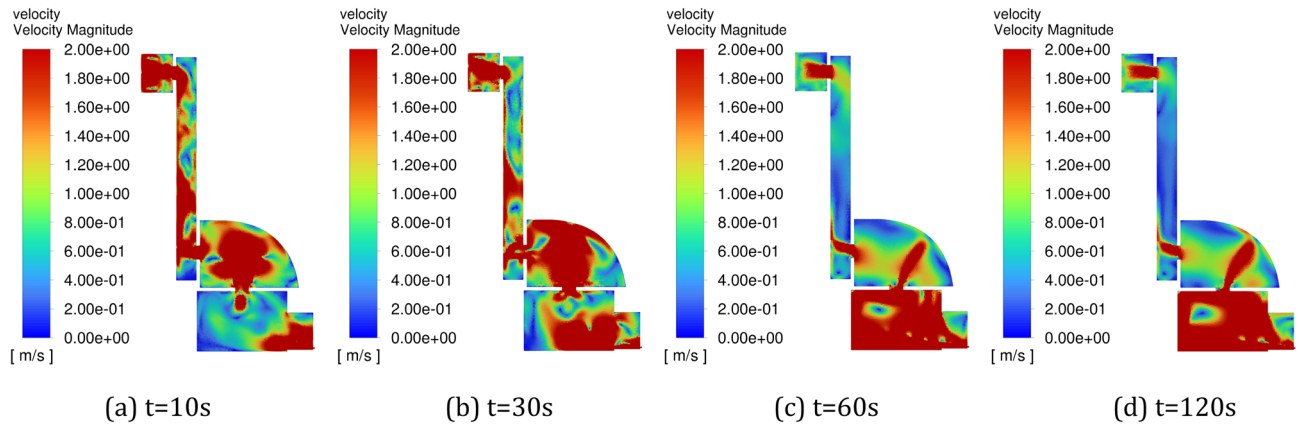 velocity
Velocity Magnitude
2.00e+00
1.80e+00
1.60e+00
1.40e+00
1.20e+00
1.00e+00
8.00e-01
6.00e-01
4.00e-01
2.00e-01
0.00e+00
[ m/s ]
(a) t=10s
velocity
Velocity Magnitude
2.00e+00
1.80e+00
1.60e+00
1.40e+00
1.20e+00
1.00e+00
8.00e-01
6.00e-01
4.00e-01
2.00e-01
0.00e+00
[ m/s ]
(b) t=30s
velocity
Velocity Magnitude
2.00e+00
1.80e+00
1.60e+00
1.40e+00
1.20e+00
1.00e+00
8.00e-01
6.00e-01
4.00e-01
2.00e-01
0.00e+00
[ m/s ]
(c) t=60s
velocity
Velocity Magnitude
2.00e+00
1.80e+00
1.60e+00
1.40e+00
1.20e+00
1.00e+00
8.00e-01
6.00e-01
4.00e-01
2.00e-01
0.00e+00
[ m/s ]
(d) t=120s